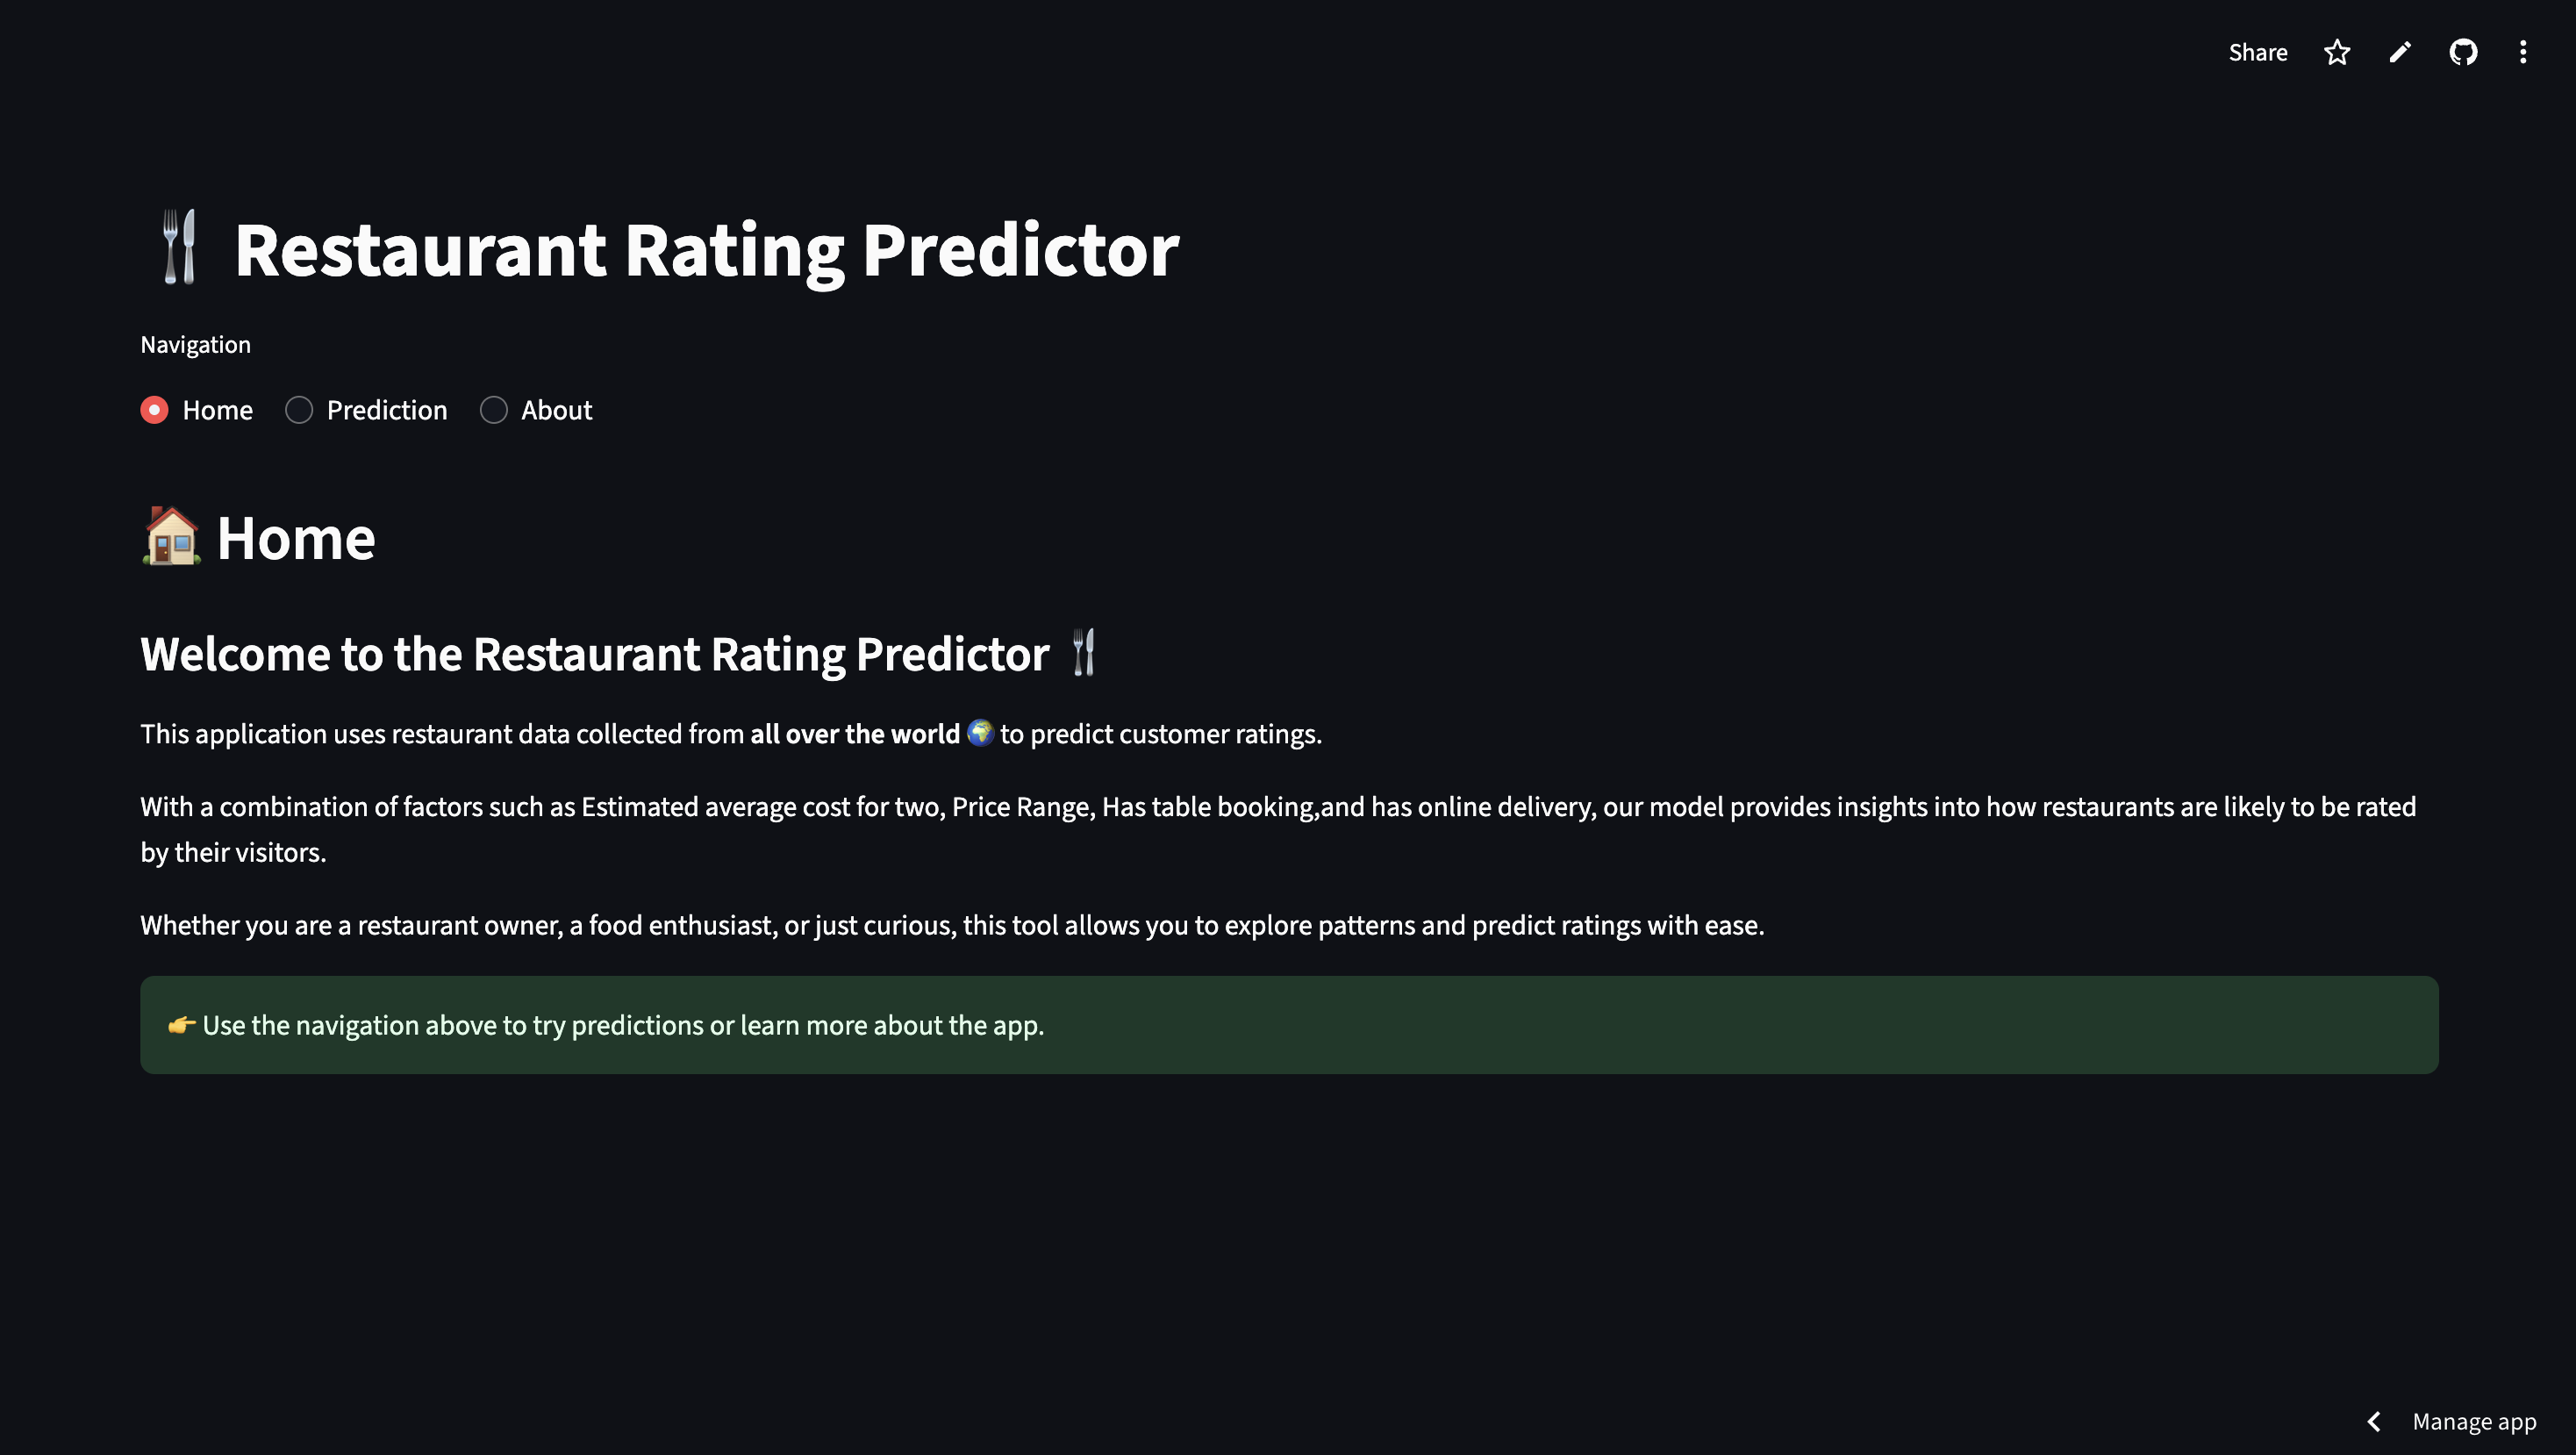 Share
🍴 Restaurant Rating Predictor
Navigation
Home Prediction About
🏠 Home
Welcome to the Restaurant Rating Predictor 🍴
This application uses restaurant data collected from all over the world 🌍 to predict customer ratings.
With a combination of factors such as Estimated average cost for two, Price Range, Has table booking,and has online delivery, our model provides insights into how restaurants are likely to be rated
by their visitors.
Whether you are a restaurant owner, a food enthusiast, or just curious, this tool allows you to explore patterns and predict ratings with ease.
👉 Use the navigation above to try predictions or learn more about the app.
Manage app